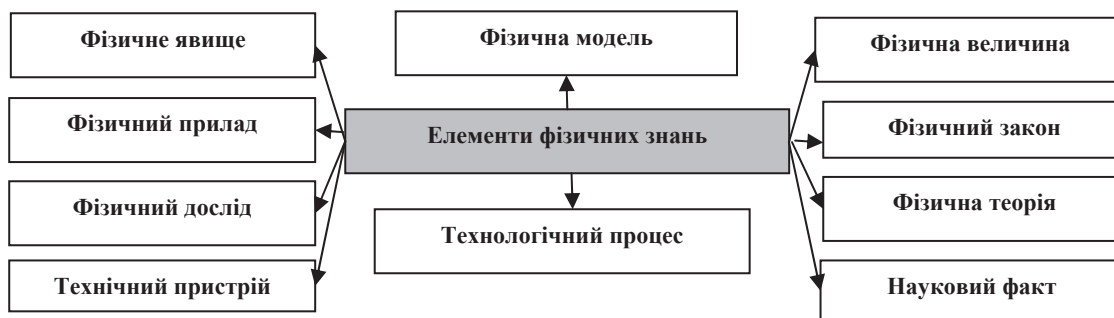 Фізичне явище
Фізична модель
Фізична величина
Фізичний прилад
Елементи фізичних знань
Фізичний закон
Фізичний дослід
Технологічний процес
Фізична теорія
Технічний пристрій
Науковий факт